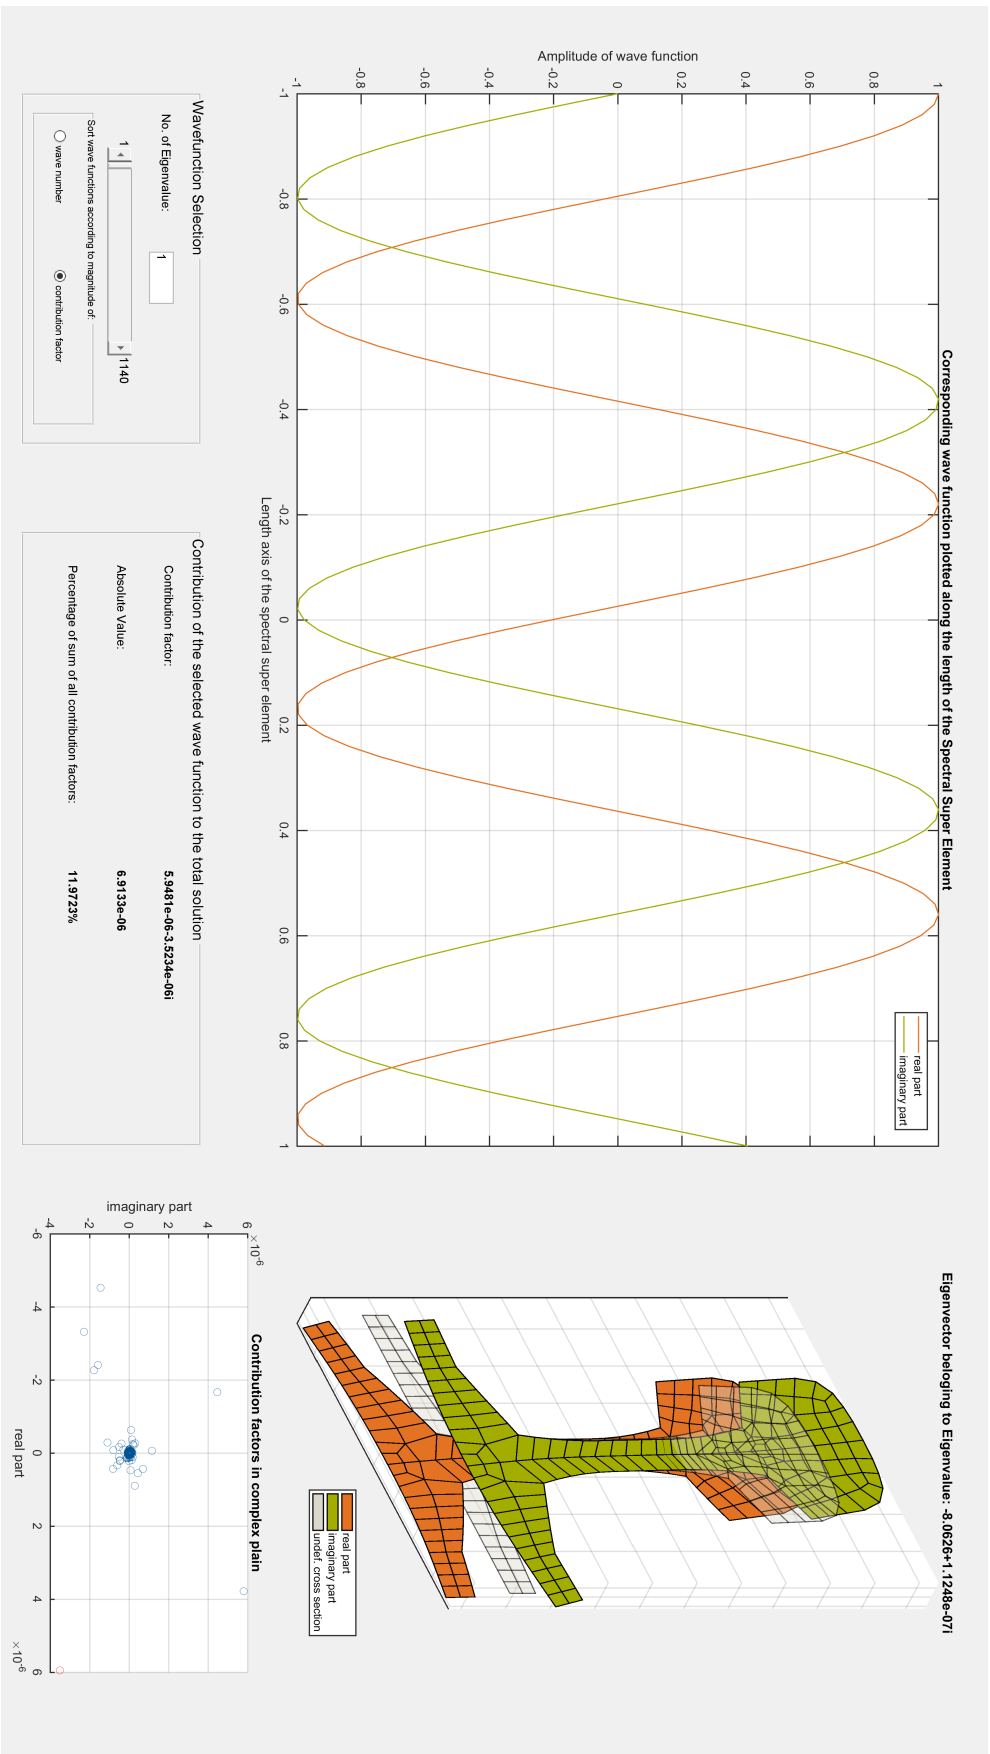 Corresponding wave function plotted along the length of the Spectral Super Element
Amplitude of wave function
1
0.8
0.6
0.4
0.2
0
-0.2
-0.4
-0.6
-0.8
-1
-1
-0.8
-0.6
-0.4
-0.2
0
0.2
0.4
0.6
0.8
1
Length axis of the spectral super element
real part
imaginary part
Eigenvector beloging to Eigenvalue: -8.0626+1.1248e-07i
real part
imaginary part
undef. cross section
Wavefunction Selection
No. of Eigenvalue:
1
1
1140
Sort wave functions according to magnitude of:
wave number
contribution factor
Contribution of the selected wave function to the total solution
Contribution factor:
5.9481e-06-3.5234e-06i
Absolute Value:
6.9133e-06
Percentage of sum of all contribution factors:
11.9723%
Contribution factors in complex plain
×10-6
imaginary part
6
4
2
0
-2
-4
-6
-4
-2
0
2
4
6
×10-6
real part